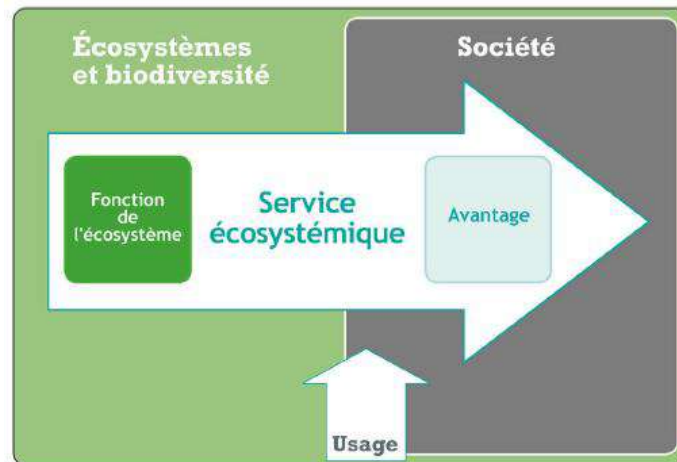 Écosystèmes
et biodiversité
Société
Fonction
de
l'écosystème
Service
écosystémique
Avantage
Usage